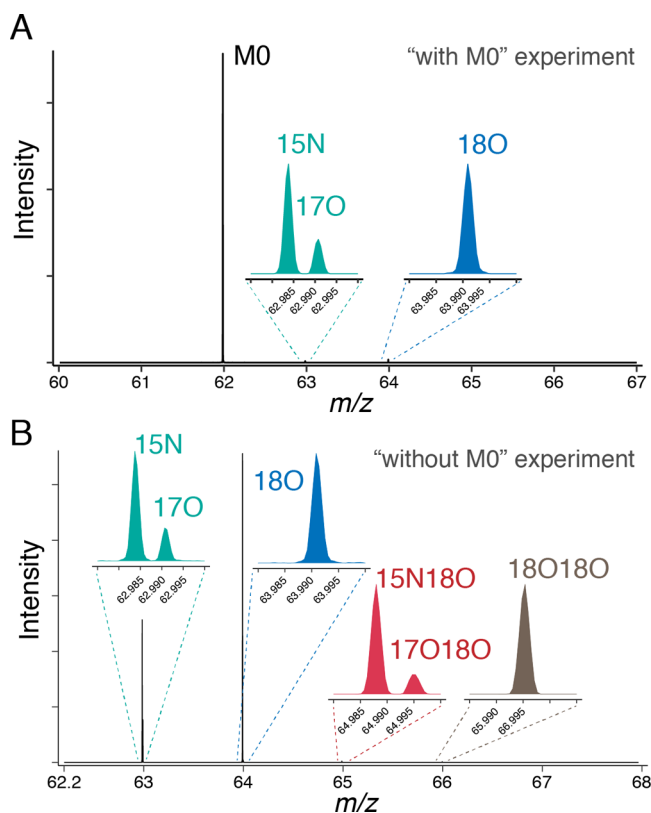 A
M0
“with M0” experiment
Intensity
15N
17O
18O
62.985
62.990
62.995
63.985
63.990
63.995
60
61
62
63
64
65
66
66
67
m/z
B
“without M0” experiment
Intensity
15N
17O
18O
15N18O
17O18O
18O18O
62.985
62.990
62.995
63.985
63.990
63.995
64.985
64.990
64.995
65.990
66.995
62.2
63
64
65
66
67
68
m/z